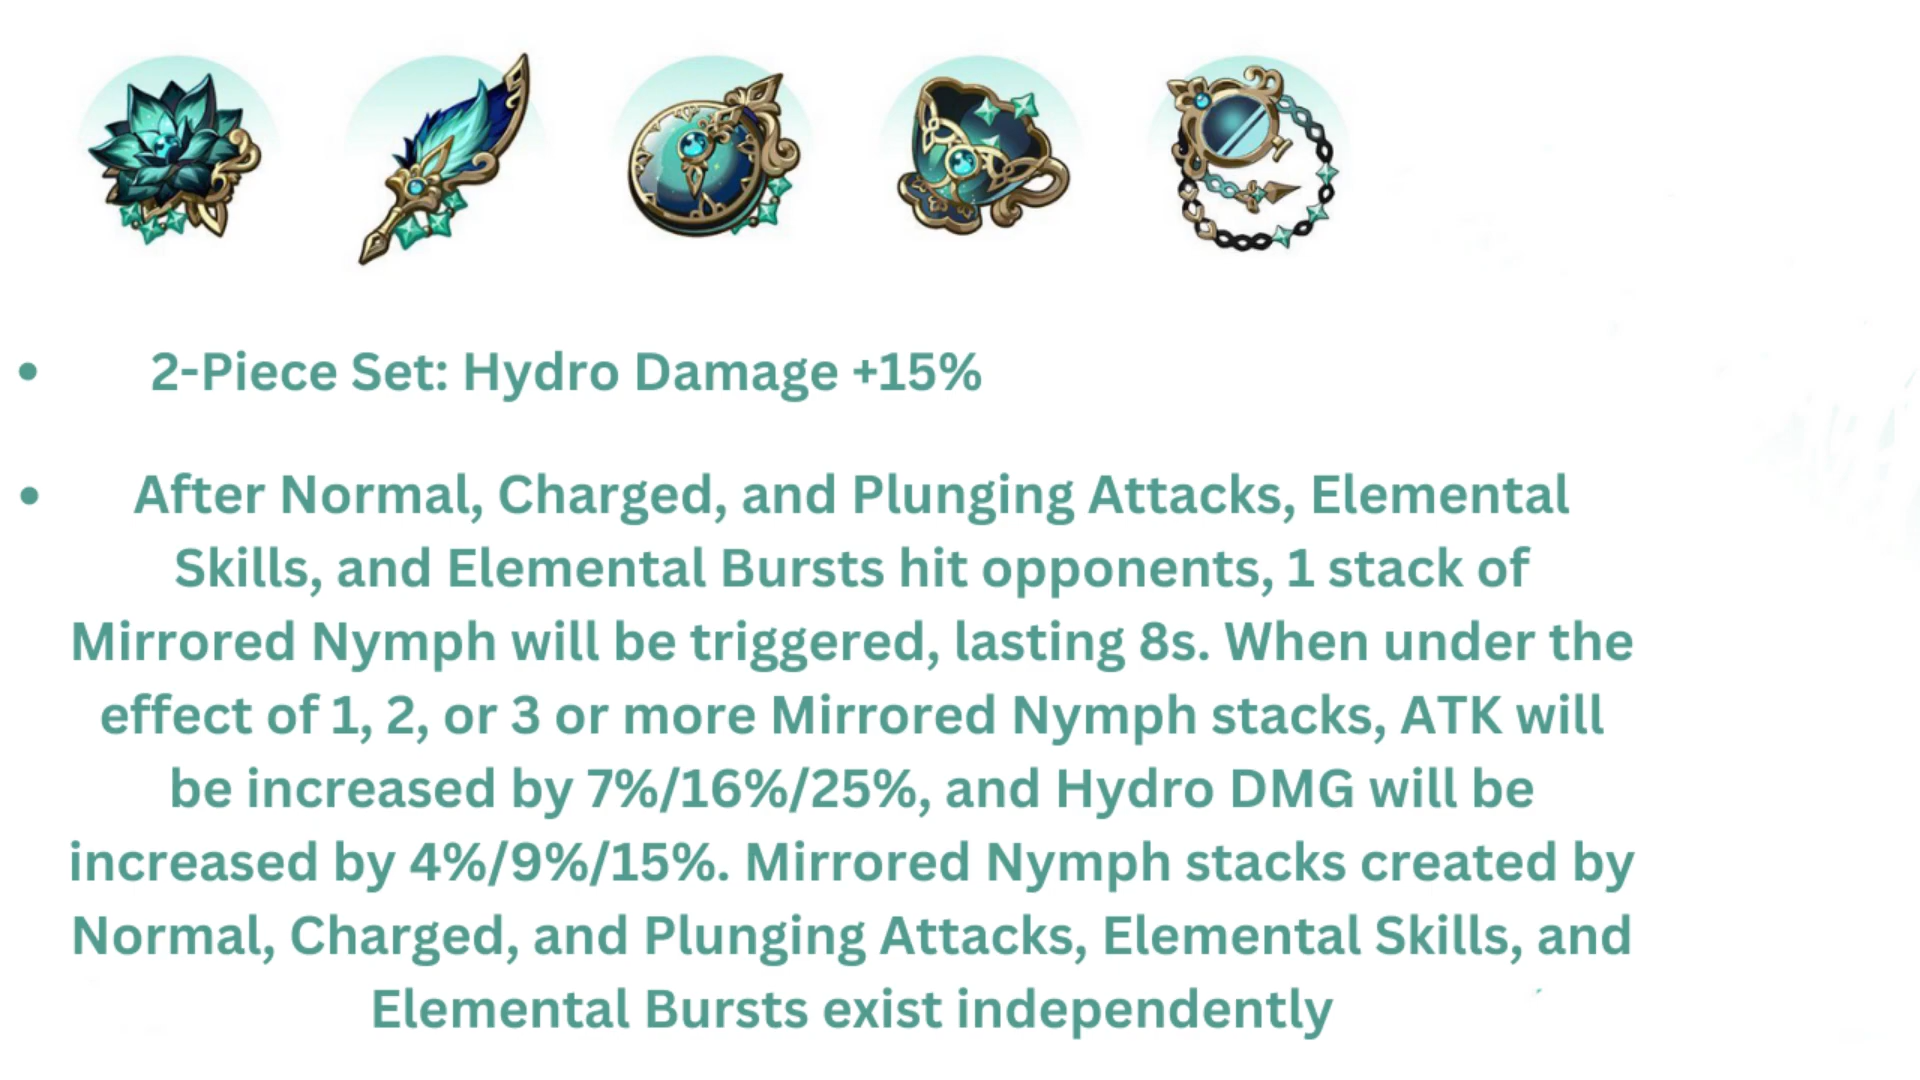 • 2-Piece Set: Hydro Damage +15%
• After Normal, Charged, and Plunging Attacks, Elemental
Skills, and Elemental Bursts hit opponents, 1 stack of
Mirrored Nymph will be triggered, lasting 8s. When under the
effect of 1, 2, or 3 or more Mirrored Nymph stacks, ATK will
be increased by 7%/16%/25%, and Hydro DMG will be
increased by 4%/9%/15%. Mirrored Nymph stacks created by
Normal, Charged, and Plunging Attacks, Elemental Skills, and
Elemental Bursts exist independently